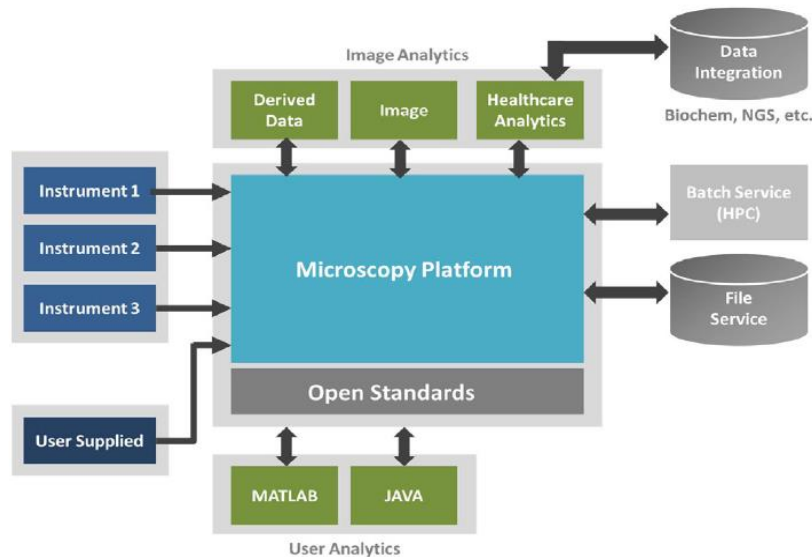 Image Analytics
Derived
Data
Image
Healthcare
Analytics
Data
Integration
Biochem, NGS, etc.
Instrument 1
Instrument 2
Instrument 3
User Supplied
Microscopy Platform
Open Standards
Batch Service
(HPC)
File
Service
MATLAB
JAVA
User Analytics